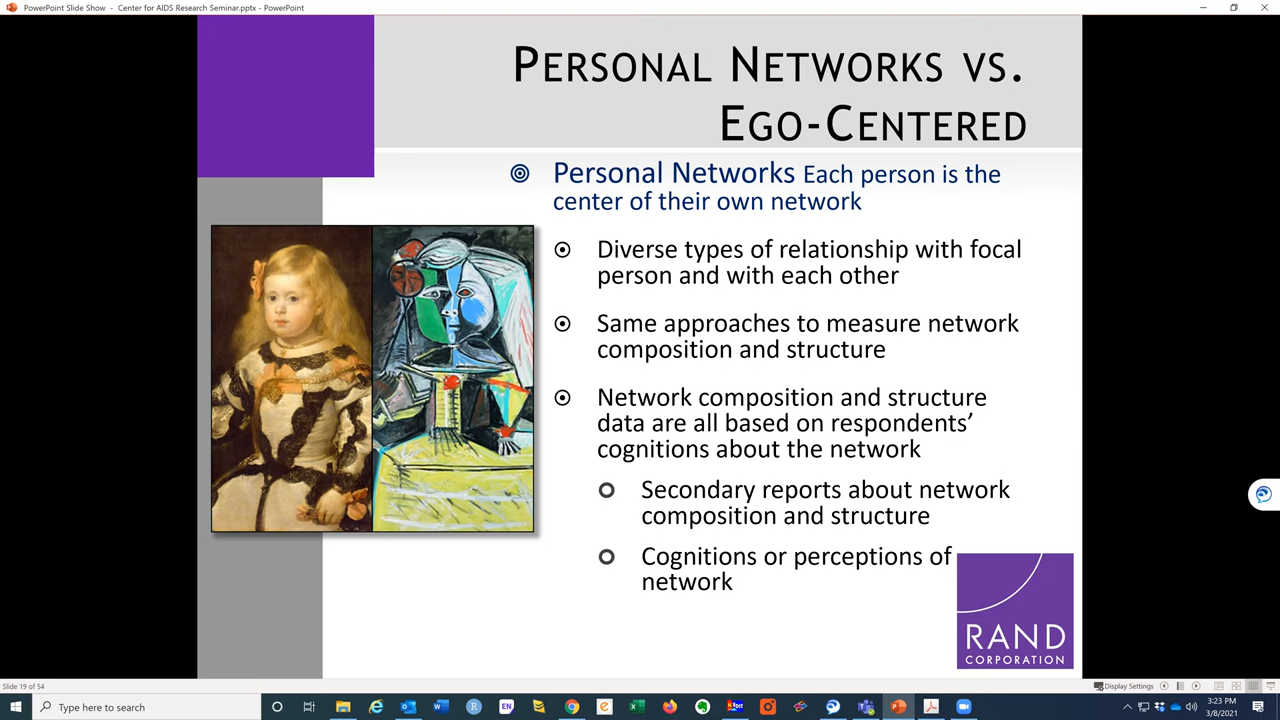 PowerPoint Slide Show - Center for AIDS Research Seminar.pptx - PowerPoint
PERSONAL NETWORKS VS.
EGO-CENTERED
Personal Networks Each person is the
center of their own network
Diverse types of relationship with focal
person and with each other
Same approaches to measure network
composition and structure
Network composition and structure
data are all based on respondents’
cognitions about the network
Secondary reports about network
composition and structure
Cognitions or perceptions of
network
RAND
CORPORATION
Slide 19 of 54
Display Settings
Type here to search
EN
3:23 PM
3/8/2021